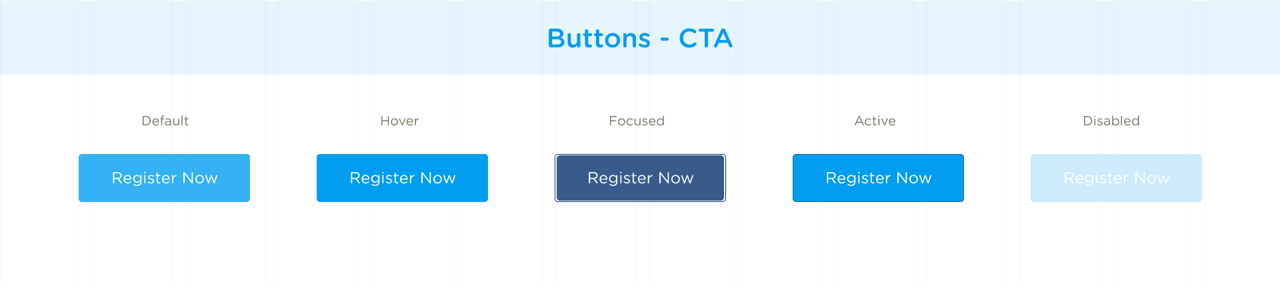 Buttons - CTA
Default
Hover
Focused
Active
Disabled
Register Now
Register Now
Register Now
Register Now
Register Now